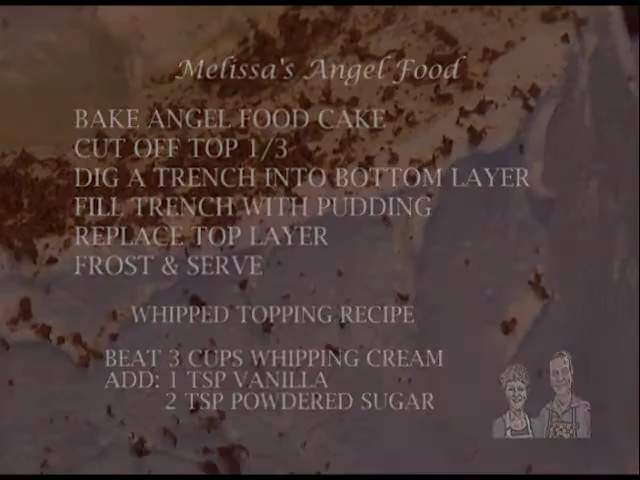 Melissa's Angel Food
BAKE ANGEL FOOD CAKE
CUT OFF TOP 1/3
DIG A TRENCH INTO BOTTOM LAYER
FILL TRENCH WITH PUDDING
REPLACE TOP LAYER
FROST & SERVE
WHIPPED TOPPING RECIPE
BEAT 3 CUPS WHIPPING CREAM
ADD: 1 TSP VANILLA
2 TSP POWDERED SUGAR